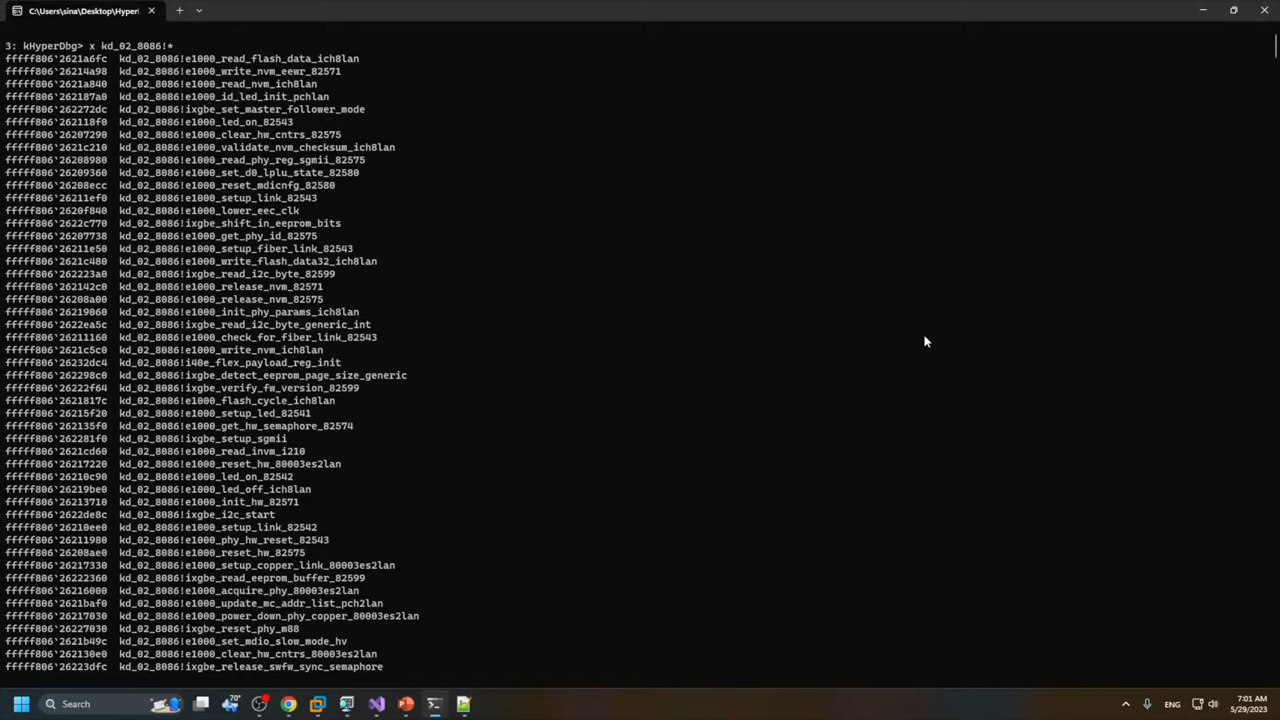 C:\Users\sina\Desktop\Hyperl
3: kHyperDbg> x kd_02_8086!*
fffff806`2621a6fc kd_02_8086!e1000_read_flash_data_ich8lan
fffff806`26214a98 kd_02_8086!e1000_write_nvm_eewr_82571
fffff806`2621a840 kd_02_8086!e1000_read_nvm_ich8lan
fffff806`262187a0 kd_02_8086!e1000_id_led_init_pchlan
fffff806`262272dc kd_02_8086!ixgbe_set_master_follower_mode
fffff806`262118f0 kd_02_8086!e1000_led_on_82543
fffff806`26207290 kd_02_8086!e1000_clear_hw_cntrs_82575
fffff806`2621c210 kd_02_8086!e1000_validate_nvm_checksum_ich8lan
fffff806`26208980 kd_02_8086!e1000_read_phy_reg_sgmii_82575
fffff806`26209360 kd_02_8086!e1000_set_d0_lplu_state_82580
fffff806`26208ecc kd_02_8086!e1000_reset_mdicnfg_82580
fffff806`26211ef0 kd_02_8086!e1000_setup_link_82543
fffff806`2620f840 kd_02_8086!e1000_lower_eec_clk
fffff806`2622c770 kd_02_8086!ixgbe_shift_in_eeprom_bits
fffff806`26207738 kd_02_8086!e1000_get_phy_id_82575
fffff806`26211e50 kd_02_8086!e1000_setup_fiber_link_82543
fffff806`2621c480 kd_02_8086!e1000_write_flash_data32_ich8lan
fffff806`262223a0 kd_02_8086!ixgbe_read_i2c_byte_82599
fffff806`262142c0 kd_02_8086!e1000_release_nvm_82571
fffff806`26208a00 kd_02_8086!e1000_release_nvm_82575
fffff806`26219060 kd_02_8086!e1000_init_phy_params_ich8lan
fffff806`2622ea5c kd_02_8086!ixgbe_read_i2c_byte_generic_int
fffff806`26211160 kd_02_8086!e1000_check_for_fiber_link_82543
fffff806`2621c5c0 kd_02_8086!e1000_write_nvm_ich8lan
fffff806`26232dc4 kd_02_8086!i40e_flex_payload_reg_init
fffff806`262298c0 kd_02_8086!ixgbe_detect_eeprom_page_size_generic
fffff806`26222f64 kd_02_8086!ixgbe_verify_fw_version_82599
fffff806`2621817c kd_02_8086!e1000_flash_cycle_ich8lan
fffff806`26215f20 kd_02_8086!e1000_setup_led_82541
fffff806`262135f0 kd_02_8086!e1000_get_hw_semaphore_82574
fffff806`262281f0 kd_02_8086!ixgbe_setup_sgmii
fffff806`2621cd60 kd_02_8086!e1000_read_invm_i210
fffff806`26217220 kd_02_8086!e1000_reset_hw_80003es2lan
fffff806`26210c90 kd_02_8086!e1000_led_on_82542
fffff806`26219be0 kd_02_8086!e1000_led_off_ich8lan
fffff806`26213710 kd_02_8086!e1000_init_hw_82571
fffff806`2622de8c kd_02_8086!ixgbe_i2c_start
fffff806`26210ee0 kd_02_8086!e1000_setup_link_82542
fffff806`26211980 kd_02_8086!e1000_phy_hw_reset_82543
fffff806`26208ae0 kd_02_8086!e1000_reset_hw_82575
fffff806`26217330 kd_02_8086!e1000_setup_copper_link_80003es2lan
fffff806`26222360 kd_02_8086!ixgbe_read_eeprom_buffer_82599
fffff806`26216000 kd_02_8086!e1000_acquire_phy_80003es2lan
fffff806`2621baf0 kd_02_8086!e1000_update_mc_addr_list_pch2lan
fffff806`26217030 kd_02_8086!e1000_power_down_phy_copper_80003es2lan
fffff806`26227030 kd_02_8086!ixgbe_reset_phy_m88
fffff806`2621b49c kd_02_8086!e1000_set_mdio_slow_mode_hv
fffff806`262130e0 kd_02_8086!e1000_clear_hw_cntrs_80003es2lan
fffff806`26223dfc kd_02_8086!ixgbe_release_swfw_sync_semaphore
Search
70°
ENG
7:01 AM
5/29/2023